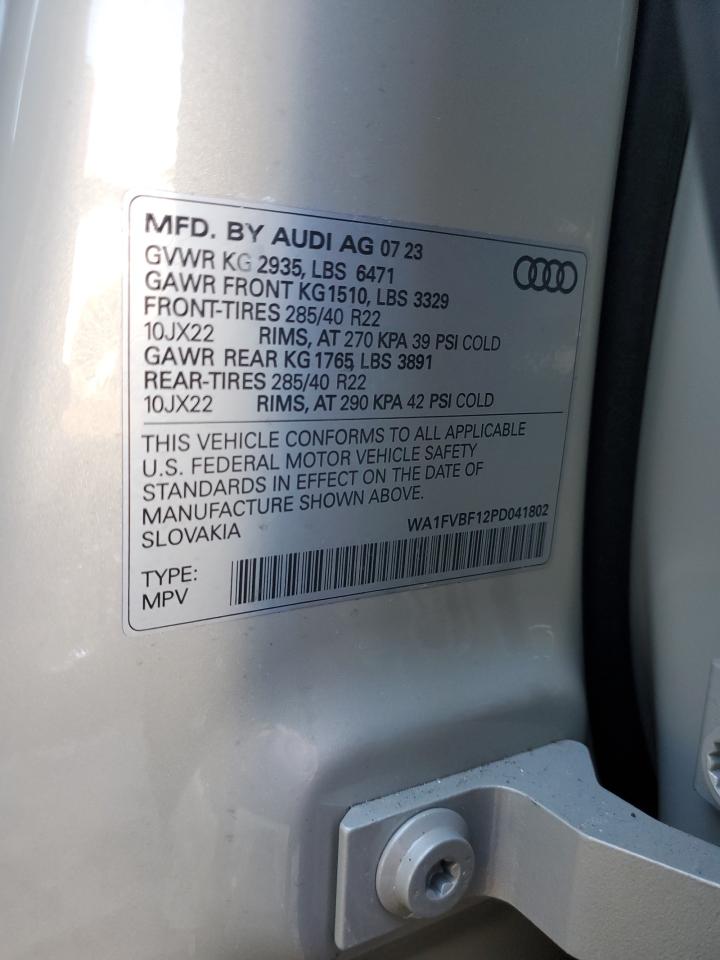 MFD. BY AUDI AG 07 23
GVWR KG 2935, LBS 6471
GAWR FRONT KG1510, LBS 3329
FRONT-TIRES 285/40 R22
10JX22 RIMS, AT 270 KPA 39 PSI COLD
GAWR REAR KG1765, LBS 3891
REAR-TIRES 285/40 R22
10JX22 RIMS, AT 290 KPA 42 PSI COLD
THIS VEHICLE CONFORMS TO ALL APPLICABLE
U.S. FEDERAL MOTOR VEHICLE SAFETY
STANDARDS IN EFFECT ON THE DATE OF
MANUFACTURE SHOWN ABOVE.
SLOVAKIA WA1FVBF12PD041802
TYPE:
MPV